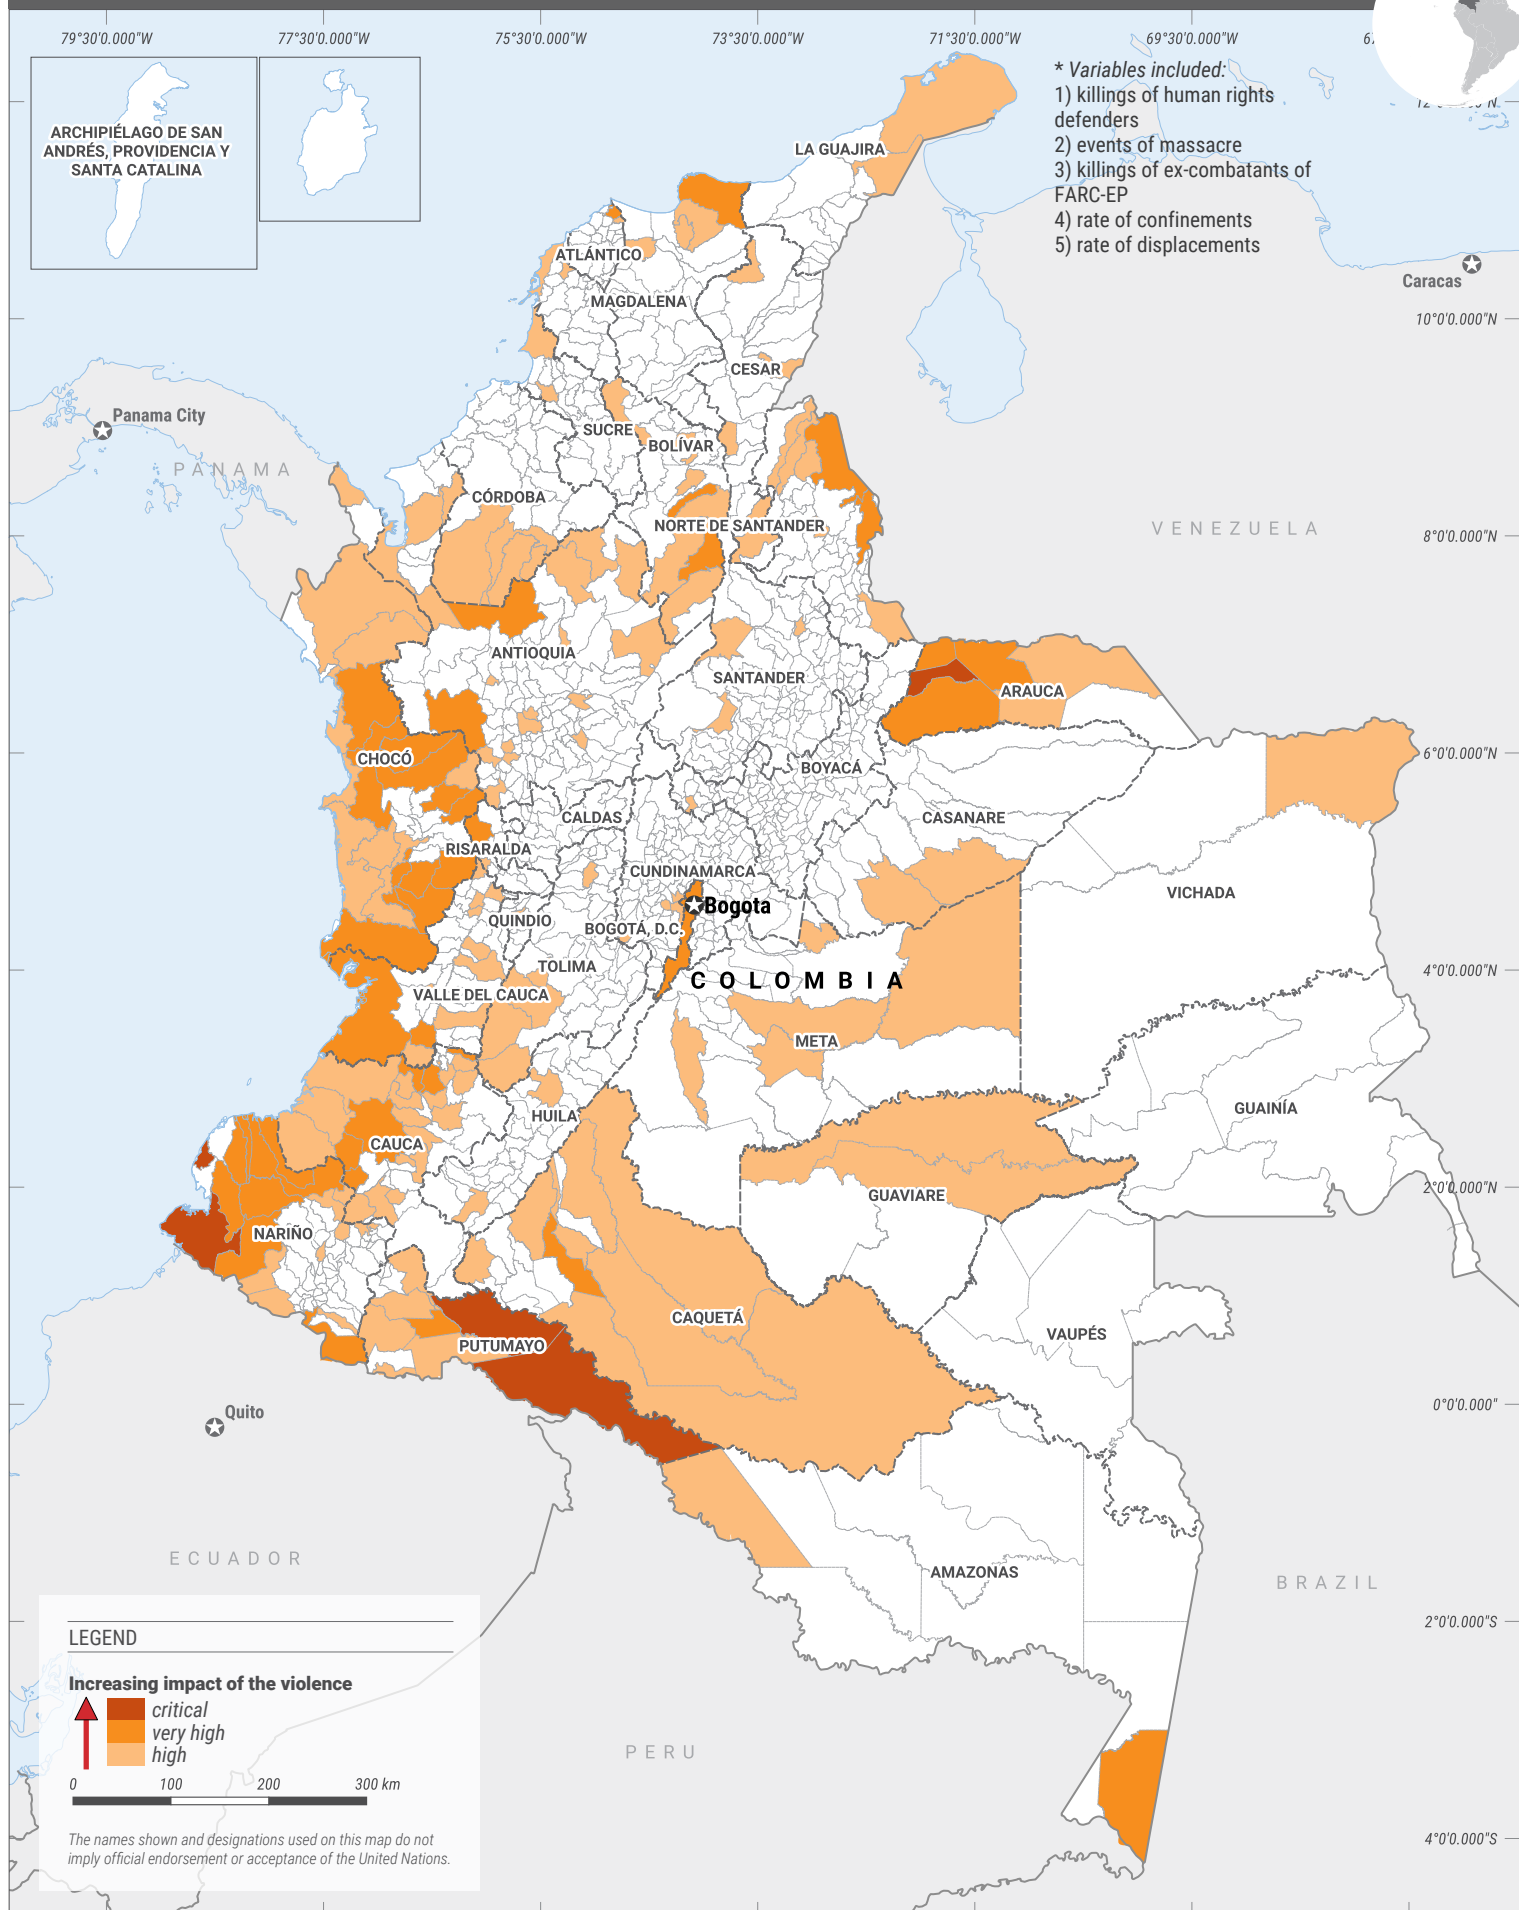 79°30'0.000"W
77°30'0.000"W
75°30'0.000"W
73°30'0.000"W
71°30'0.000"W
69°30'0.000"W
67
* Variables included:
1) killings of human rights
defenders
2) events of massacre
3) killings of ex-combatants of
FARC-EP
4) rate of confinements
5) rate of displacements
ARCHIPIÉLAGO DE SAN
ANDRÉS, PROVIDENCIA Y
SANTA CATALINA
LA GUAJIRA
ATLÁNTICO
Caracas
MAGDALENA
10°0'0.000"N
CESAR
Panama City
SUCRE
BOLÍVAR
PANAMA
CÓRDOBA
NORTE DE SANTANDER
VENEZUELA
8°0'0.000"N
ANTIOQUIA
SANTANDER
ARAUCA
CHOCÓ
6°0'0.000"N
BOYACÁ
CALDAS
CASANARE
RISARALDA
CUNDINAMARCA
VICHADA
Bogota
QUINDIO
BOGOTÁ, D.C.
TOLIMA
COLOMBIA
4°0'0.000"N
VALLE DEL CAUCA
META
HUILA
GUAINÍA
CAUCA
GUAVIARE
2°0'0.000"N
NARIÑO
CAQUETÁ
VAUPÉS
PUTUMAYO
Quito
0°0'0.000"
ECUADOR
AMAZONAS
BRAZIL
2°0'0.000"S
LEGEND
Increasing impact of the violence
critical
very high
high
PERU
0 100 200 300 km
The names shown and designations used on this map do not
imply official endorsement or acceptance of the United Nations.
4°0'0.000"S